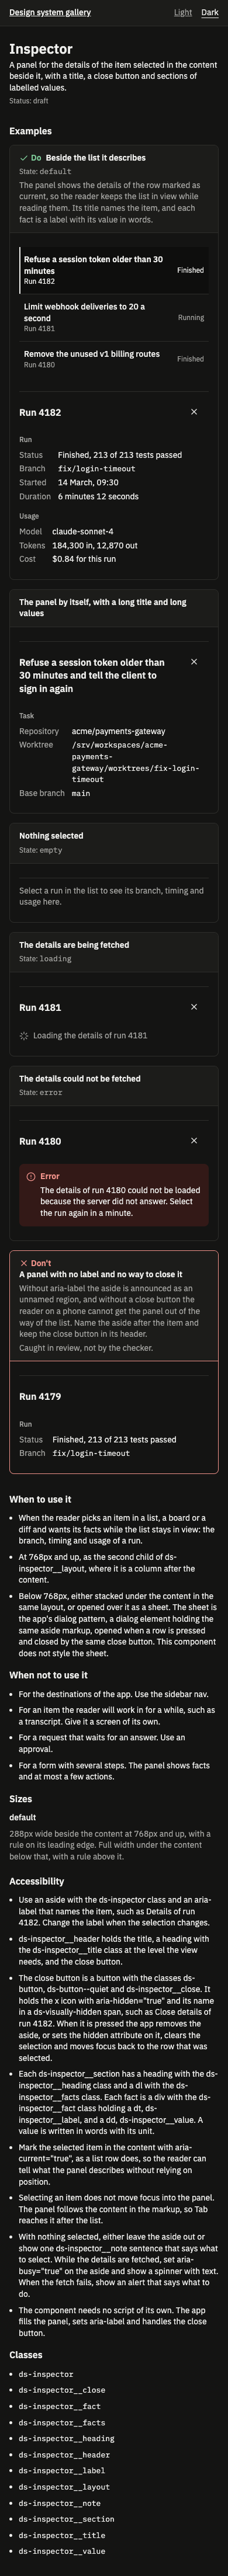 Design system gallery
Light
Dark
Inspector
A panel for the details of the item selected in the content
beside it, with a title, a close button and sections of
labelled values.
Status: draft
Examples
Do Beside the list it describes
State: default
The panel shows the details of the row marked as
current, so the reader keeps the list in view while
reading them. Its title names the item, and each
fact is a label with its value in words.
Refuse a session token older than 30
minutes
Run 4182
Finished
Limit webhook deliveries to 20 a
second
Run 4181
Running
Remove the unused v1 billing routes
Run 4180
Finished
Run 4182
Run
Status Finished, 213 of 213 tests passed
Branch fix/login-timeout
Started 14 March, 09:30
Duration 6 minutes 12 seconds
Usage
Model claude-sonnet-4
Tokens 184,300 in, 12,870 out
Cost $0.84 for this run
The panel by itself, with a long title and long
values
Refuse a session token older than
30 minutes and tell the client to
sign in again
Task
Repository acme/payments-gateway
Worktree /srv/workspaces/acme-
payments-
gateway/worktrees/fix-login-
timeout
Base branch main
Nothing selected
State: empty
Select a run in the list to see its branch, timing and
usage here.
The details are being fetched
State: loading
Run 4181
Loading the details of run 4181
The details could not be fetched
State: error
Run 4180
Error
The details of run 4180 could not be loaded
because the server did not answer. Select
the run again in a minute.
Don't
A panel with no label and no way to close it
Without aria-label the aside is announced as an
unnamed region, and without a close button the
reader on a phone cannot get the panel out of the
way of the list. Name the aside after the item and
keep the close button in its header.
Caught in review, not by the checker.
Run 4179
Run
Status Finished, 213 of 213 tests passed
Branch fix/login-timeout
When to use it
When the reader picks an item in a list, a board or a
diff and wants its facts while the list stays in view: the
branch, timing and usage of a run.
At 768px and up, as the second child of ds-
inspector__layout, where it is a column after the
content.
Below 768px, either stacked under the content in the
same layout, or opened over it as a sheet. The sheet is
the app's dialog pattern, a dialog element holding the
same aside markup, opened when a row is pressed
and closed by the same close button. This component
does not style the sheet.
When not to use it
For the destinations of the app. Use the sidebar nav.
For an item the reader will work in for a while, such as
a transcript. Give it a screen of its own.
For a request that waits for an answer. Use an
approval.
For a form with several steps. The panel shows facts
and at most a few actions.
Sizes
default
288px wide beside the content at 768px and up, with a
rule on its leading edge. Full width under the content
below that, with a rule above it.
Accessibility
Use an aside with the ds-inspector class and an aria-
label that names the item, such as Details of run
4182. Change the label when the selection changes.
ds-inspector__header holds the title, a heading with
the ds-inspector__title class at the level the view
needs, and the close button.
The close button is a button with the classes ds-
button, ds-button--quiet and ds-inspector__close. It
holds the x icon with aria-hidden="true" and its name
in a ds-visually-hidden span, such as Close details of
run 4182. When it is pressed the app removes the
aside, or sets the hidden attribute on it, clears the
selection and moves focus back to the row that was
selected.
Each ds-inspector__section has a heading with the ds-
inspector__heading class and a dl with the ds-
inspector__facts class. Each fact is a div with the ds-
inspector__fact class holding a dt, ds-
inspector__label, and a dd, ds-inspector__value. A
value is written in words with its unit.
Mark the selected item in the content with aria-
current="true", as list row does, so the reader can
tell what the panel describes without relying on
position.
Selecting an item does not move focus into the panel.
The panel follows the content in the markup, so Tab
reaches it after the list.
With nothing selected, either leave the aside out or
show one ds-inspector__note sentence that says what
to select. While the details are fetched, set aria-
busy="true" on the aside and show a spinner with text.
When the fetch fails, show an alert that says what to
do.
The component needs no script of its own. The app
fills the panel, sets aria-label and handles the close
button.
Classes
ds-inspector
ds-inspector__close
ds-inspector__fact
ds-inspector__facts
ds-inspector__heading
ds-inspector__header
ds-inspector__label
ds-inspector__layout
ds-inspector__note
ds-inspector__section
ds-inspector__title
ds-inspector__value